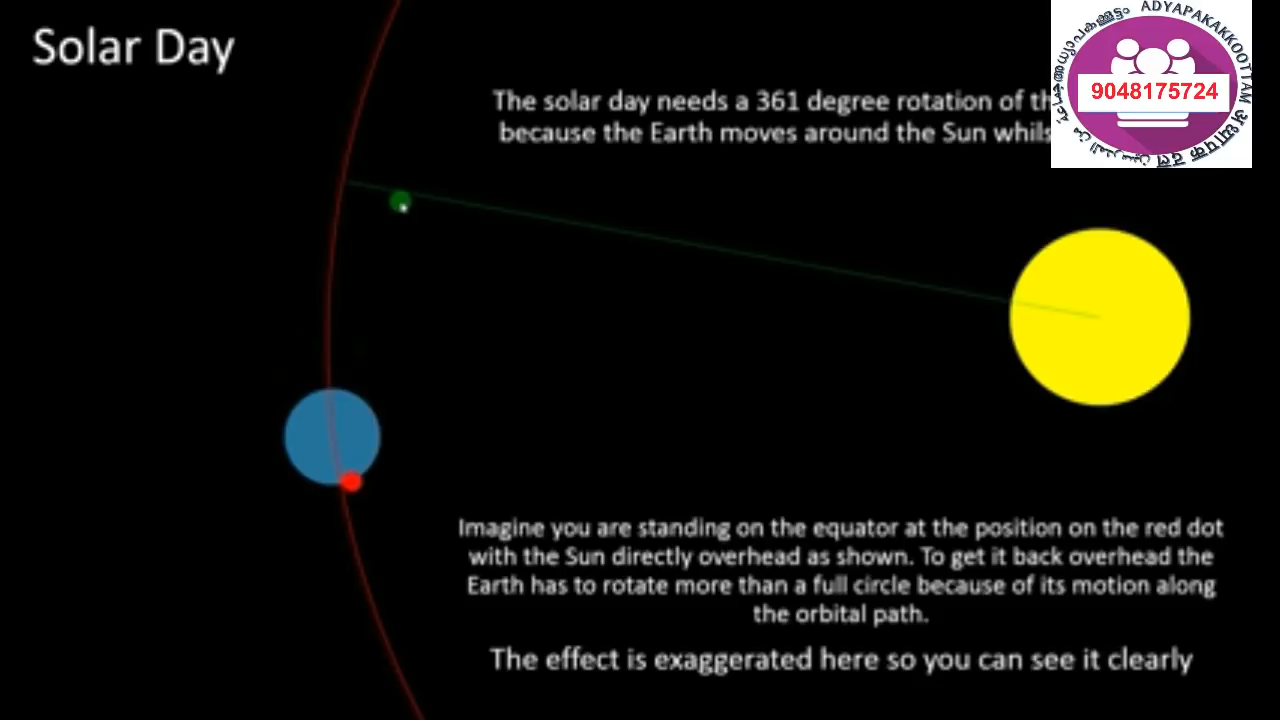 Solar Day
ADYAPAKAKKOOTTAM
9048175724
The solar day needs a 361 degree rotation of th
because the Earth moves around the Sun whils
Imagine you are standing on the equator at the position on the red dot
with the Sun directly overhead as shown. To get it back overhead the
Earth has to rotate more than a full circle because of its motion along
the orbital path.
The effect is exaggerated here so you can see it clearly